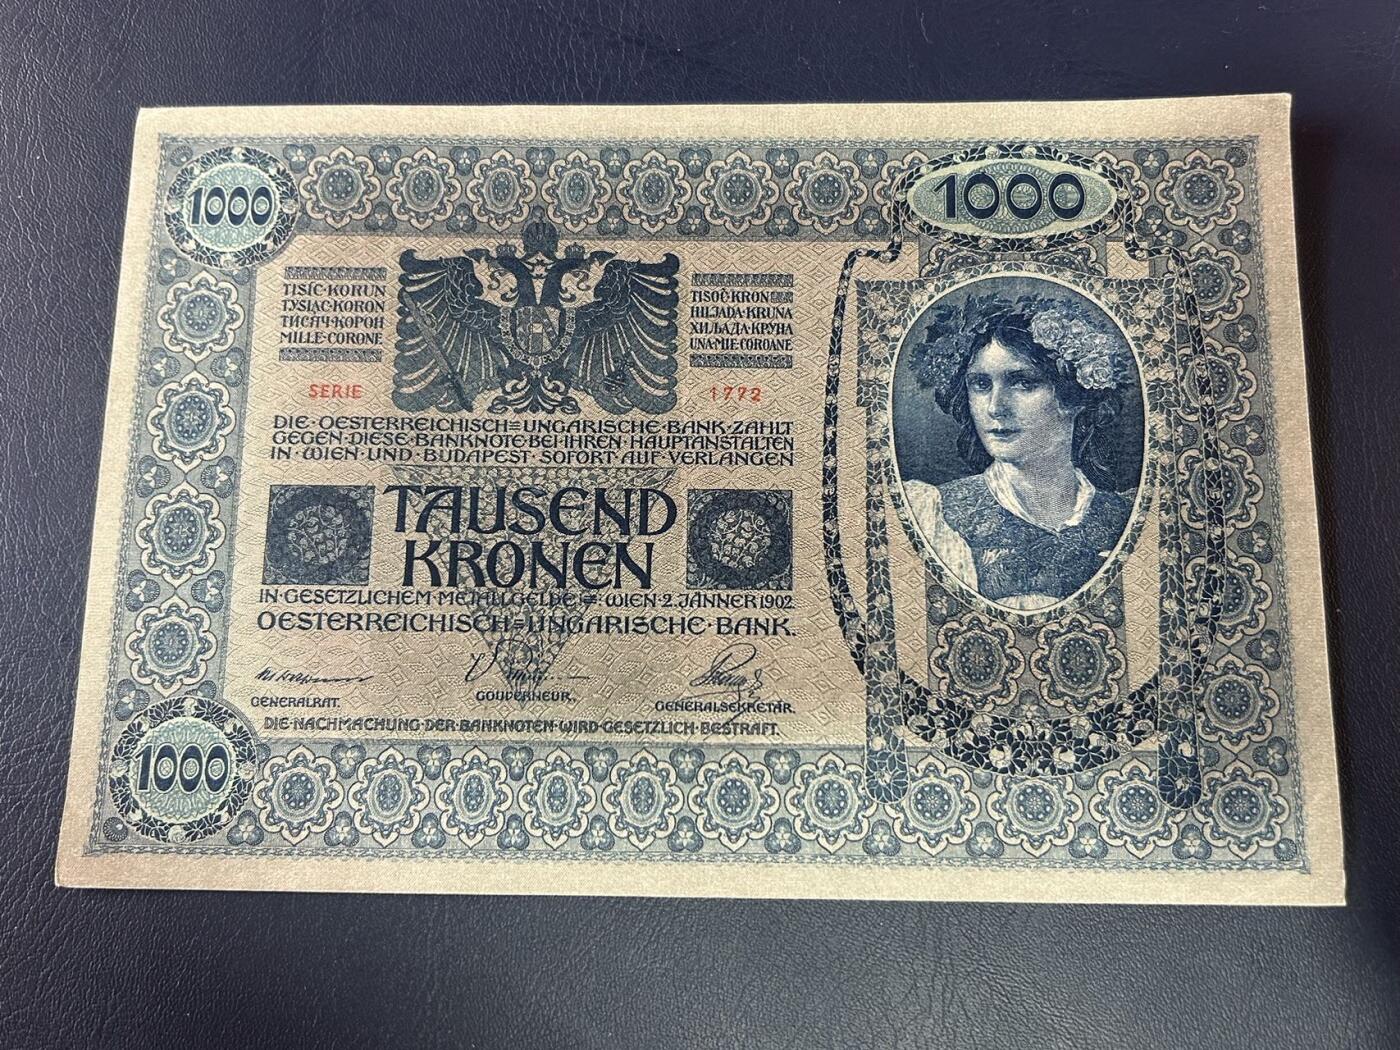 1000
1000
TISÍC·KORUN
TYSIĄC·KORON
ТИСЯЧ·КОРОН
MILLE·CORONE
TISOČ·KRON
HILJADA·KRUNA
ХИЉАДА·КРУНА
UNA·MIE·COROANE
SERIE
1772
DIE·OESTERREICHISCH=UNGARISCHE·BANK·ZAHLT
GEGEN·DIESE·BANKNOTE·BEI·IHREN·HAUPTANSTALTEN
IN·WIEN·UND·BUDAPEST·SOFORT·AUF·VERLANGEN
TAUSEND
KRONEN
IN·GESETZLICHEM·METALLGELDE=:WIEN·2.JÄNNER 1902.
OESTERREICHISCH=UNGARISCHE·BANK.
GENERALRAT.
GOUVERNEUR.
GENERALSEKRETÄR.
DIE·NACHMACHUNG·DER·BANKNOTEN·WIRD·GESETZLICH·BESTRAFT.
1000